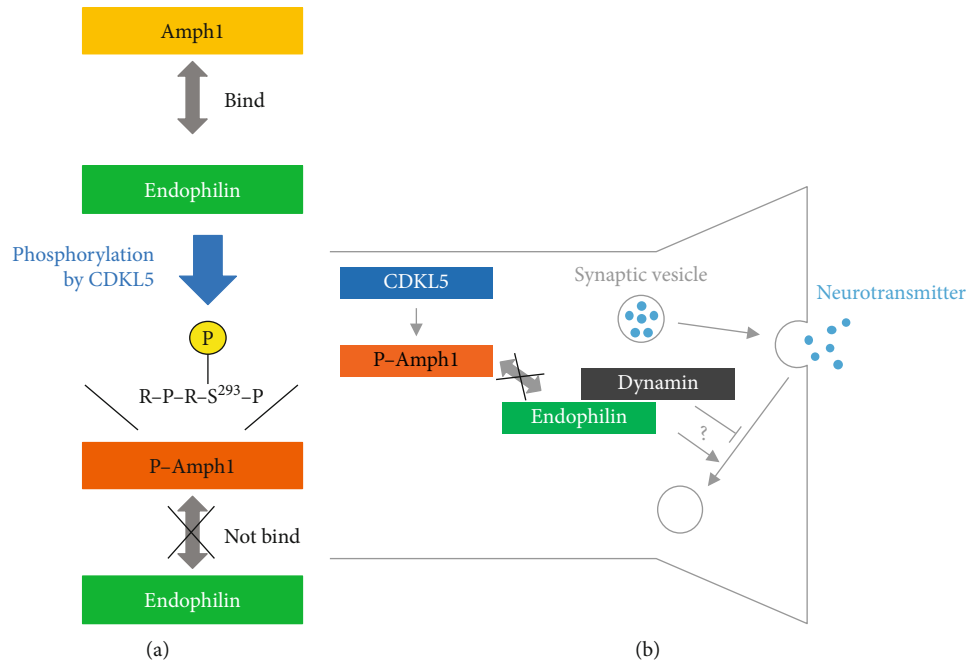 Amph1
Bind
Endophilin
Phosphorylation
by CDKL5
P
R–P–R–S²⁹³–P
P–Amph1
Not bind
Endophilin
(a)
CDKL5
P–Amph1
Synaptic vesicle
Neurotransmitter
Dynamin
Endophilin
?
(b)